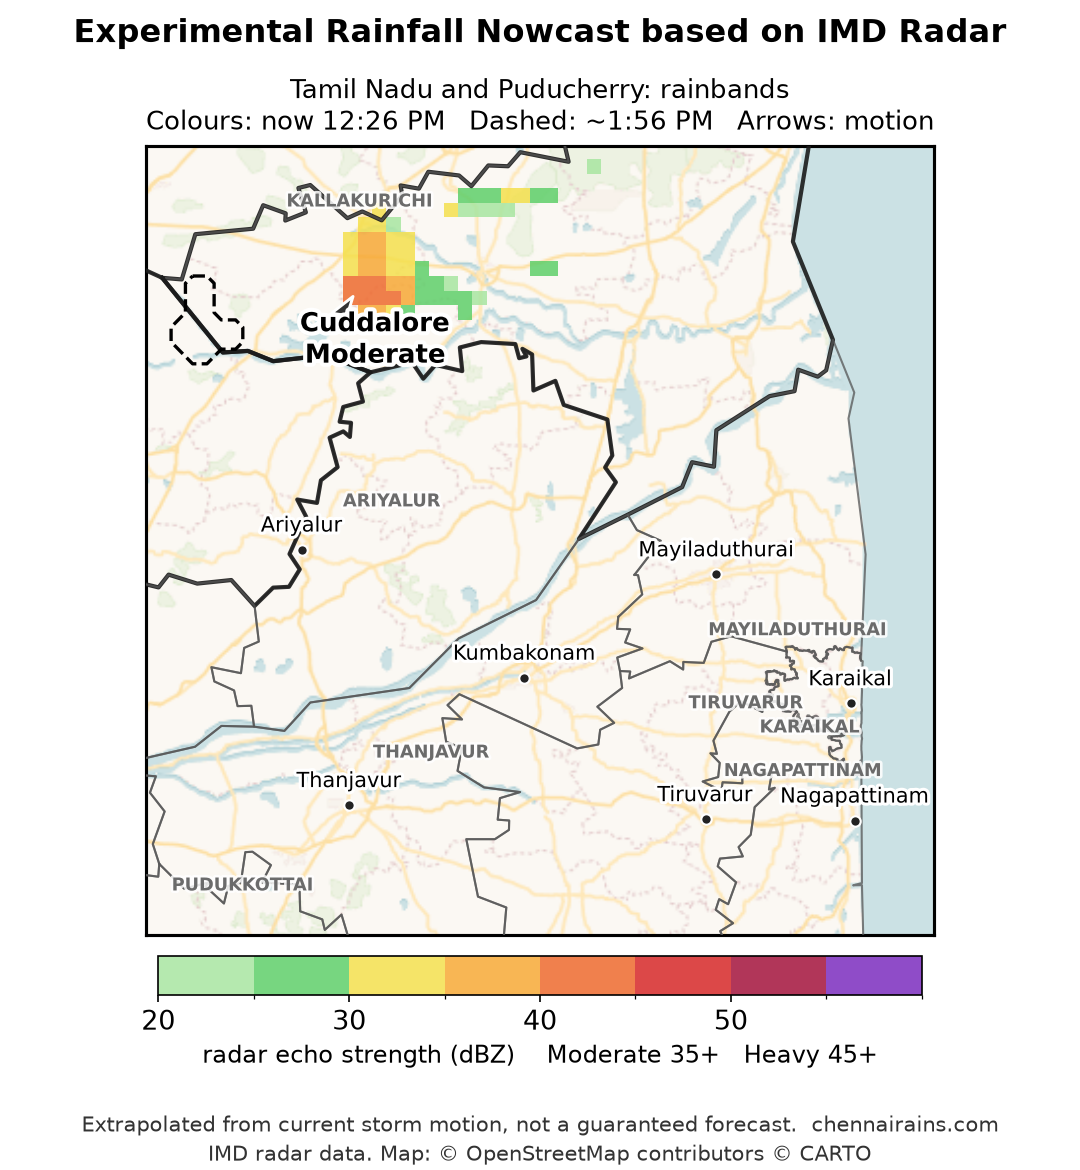 Experimental Rainfall Nowcast based on IMD Radar
Tamil Nadu and Puducherry: rainbands
Colours: now 12:26 PM   Dashed: ~1:56 PM   Arrows: motion
KALLAKURICHI
Cuddalore
Moderate
ARIYALUR
Ariyalur
Mayiladuthurai
MAYILADUTHURAI
Kumbakonam
Karaikal
TIRUVARUR
KARAIKAL
THANJAVUR
NAGAPATTINAM
Thanjavur
Tiruvarur
Nagapattinam
PUDUKKOTTAI
20 30 40 50
radar echo strength (dBZ)    Moderate 35+   Heavy 45+
Extrapolated from current storm motion, not a guaranteed forecast.  chennairains.com
IMD radar data. Map: © OpenStreetMap contributors © CARTO